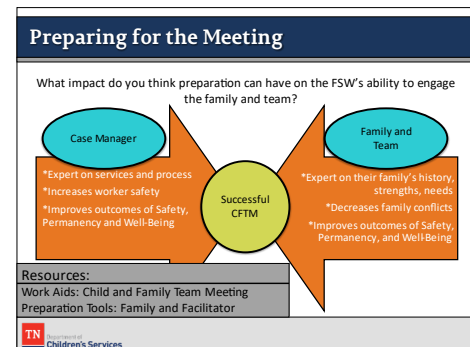 Preparing for the Meeting
What impact do you think preparation can have on the FSW's ability to engage
the family and team?
Case Manager
*Expert on services and process
*Increases worker safety
*Improves outcomes of Safety,
Permanency and Well-Being
Successful
CFTM
Family and
Team
*Expert on their family's history,
strengths, needs
*Decreases family conflicts
*Improves outcomes of Safety,
Permanency, and Well-Being
Resources:
Work Aids: Child and Family Team Meeting
Preparation Tools: Family and Facilitator
TN
Department of
Children's Services